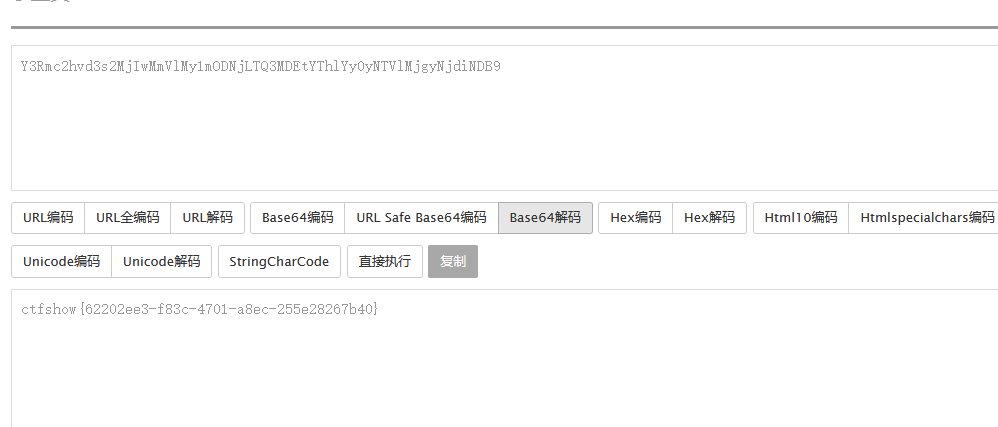 Y3Rmc2hvd3s2MjIwMmVlMy1mODNjLTQ3MDEtYThlYy0yNTVlMjgyNjdiNDB9
URL编码 URL全编码 URL解码 Base64编码 URL Safe Base64编码 Base64解码 Hex编码 Hex解码 Html10编码 Htmlspecialchars编码
Unicode编码 Unicode解码 StringCharCode 直接执行 复制
ctfshow{62202ee3-f83c-4701-a8ec-255e28267b40}